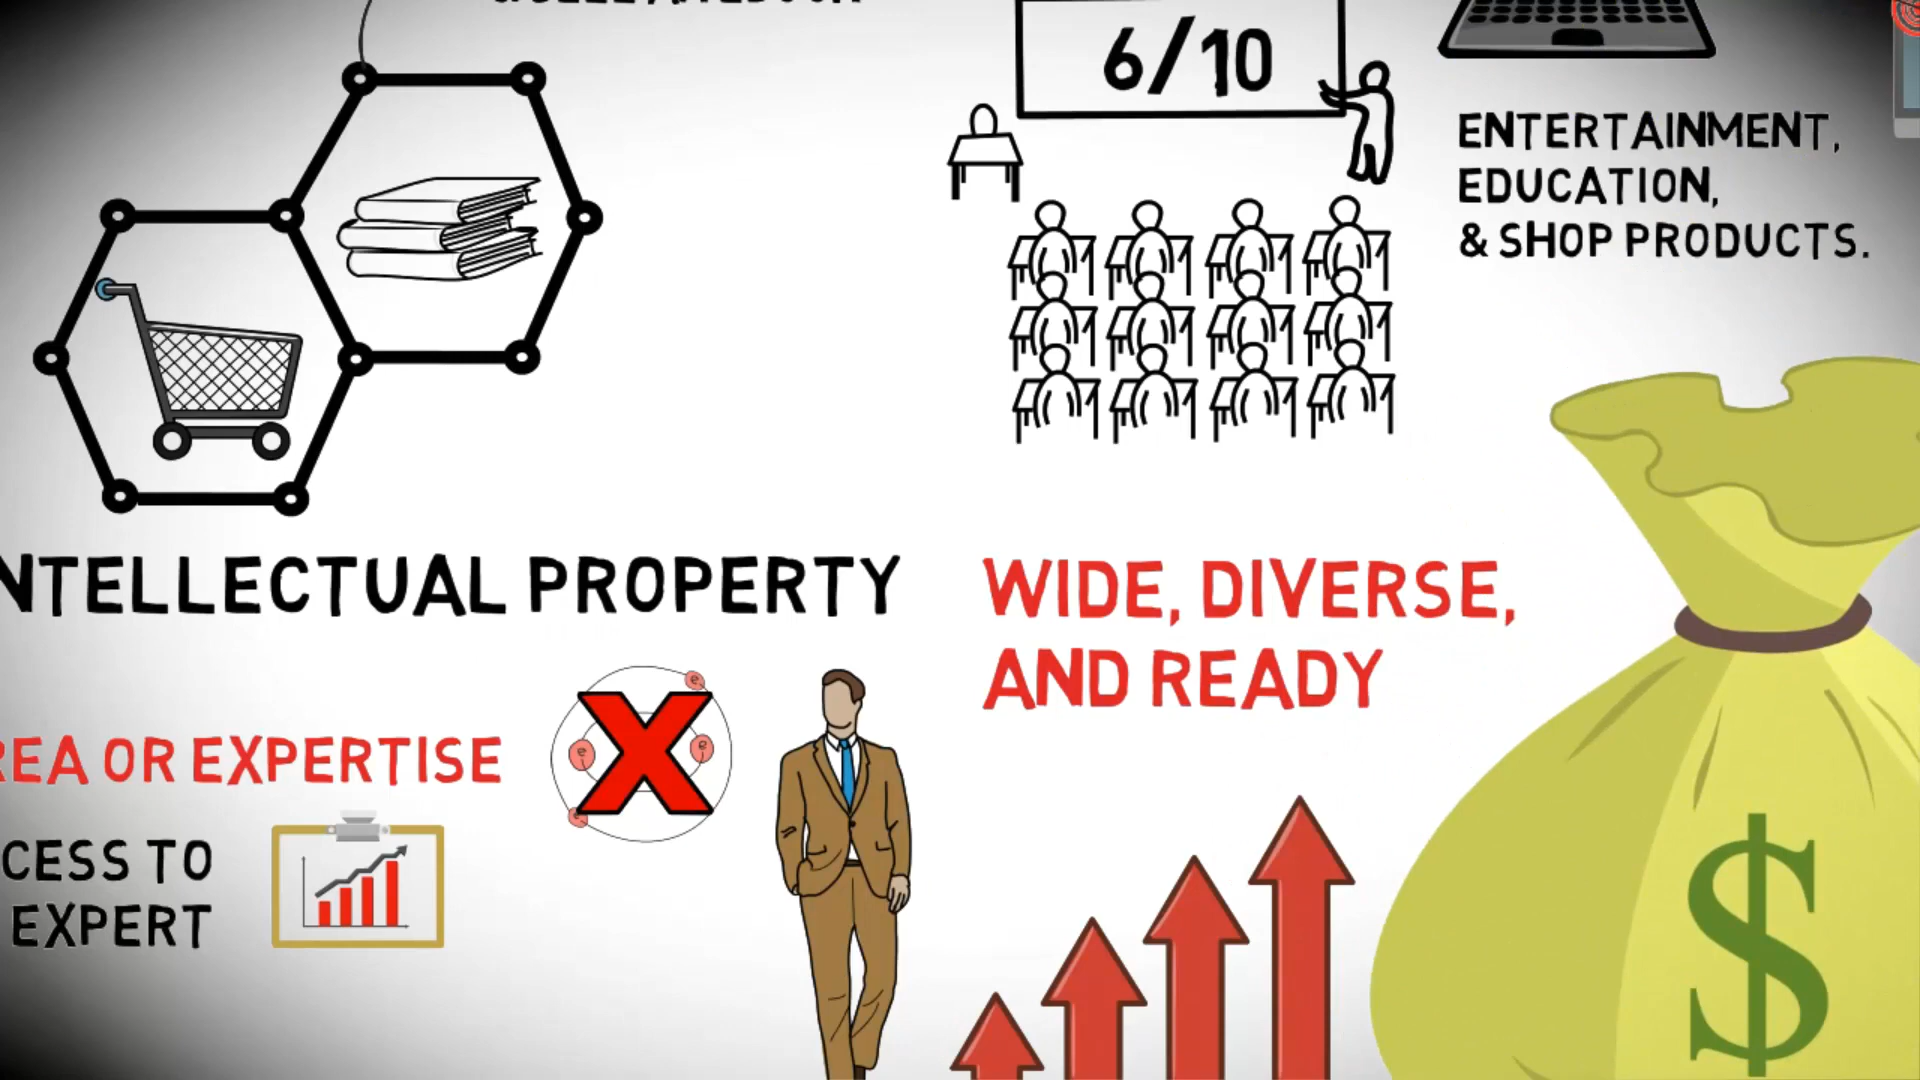 6/10
ENTERTAINMENT,
EDUCATION,
& SHOP PRODUCTS.
NTELLECTUAL PROPERTY
WIDE, DIVERSE,
AND READY
REA OR EXPERTISE
X
CESS TO
EXPERT
$